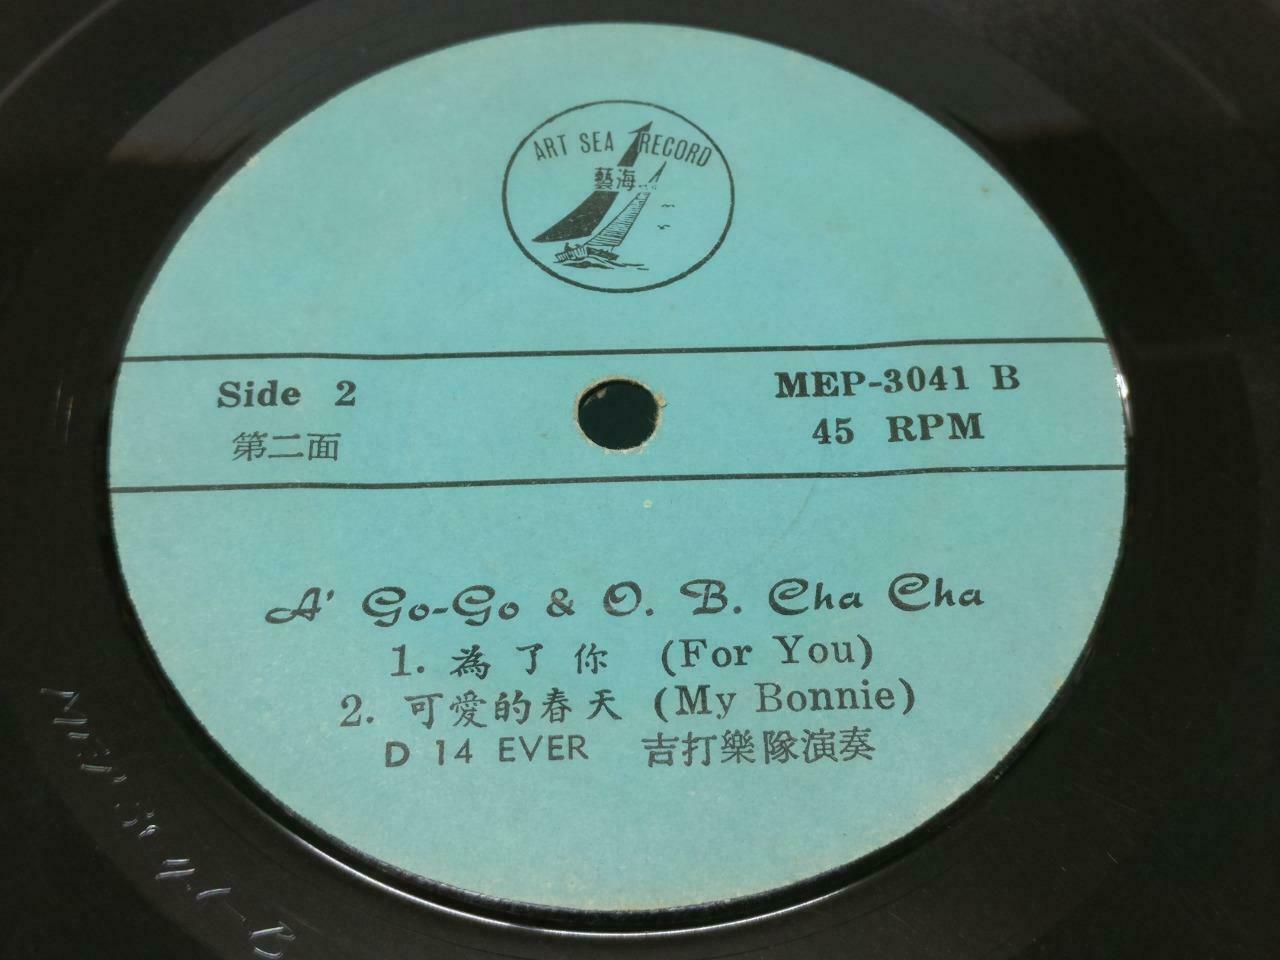 ART SEA RECORD
藝海
Side 2
第二面
MEP-3041 B
45 RPM
A' Go-Go & O. B. Cha Cha
1. 為了你 (For You)
2. 可愛的春天 (My Bonnie)
D 14 EVER 吉打樂隊演奏
MEP-3041-B